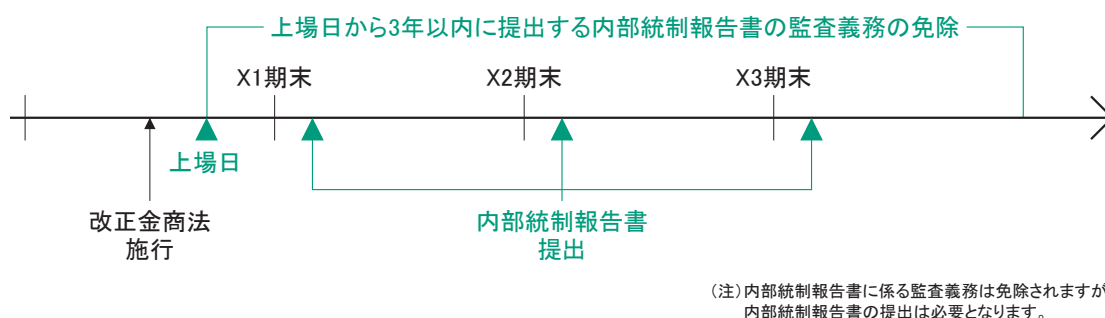 上場日から3年以内に提出する内部統制報告書の監査義務の免除
X1期末
X2期末
X3期末
上場日
改正金商法
施行
内部統制報告書
提出
（注）内部統制報告書に係る監査義務は免除されますが
内部統制報告書の提出は必要となります。